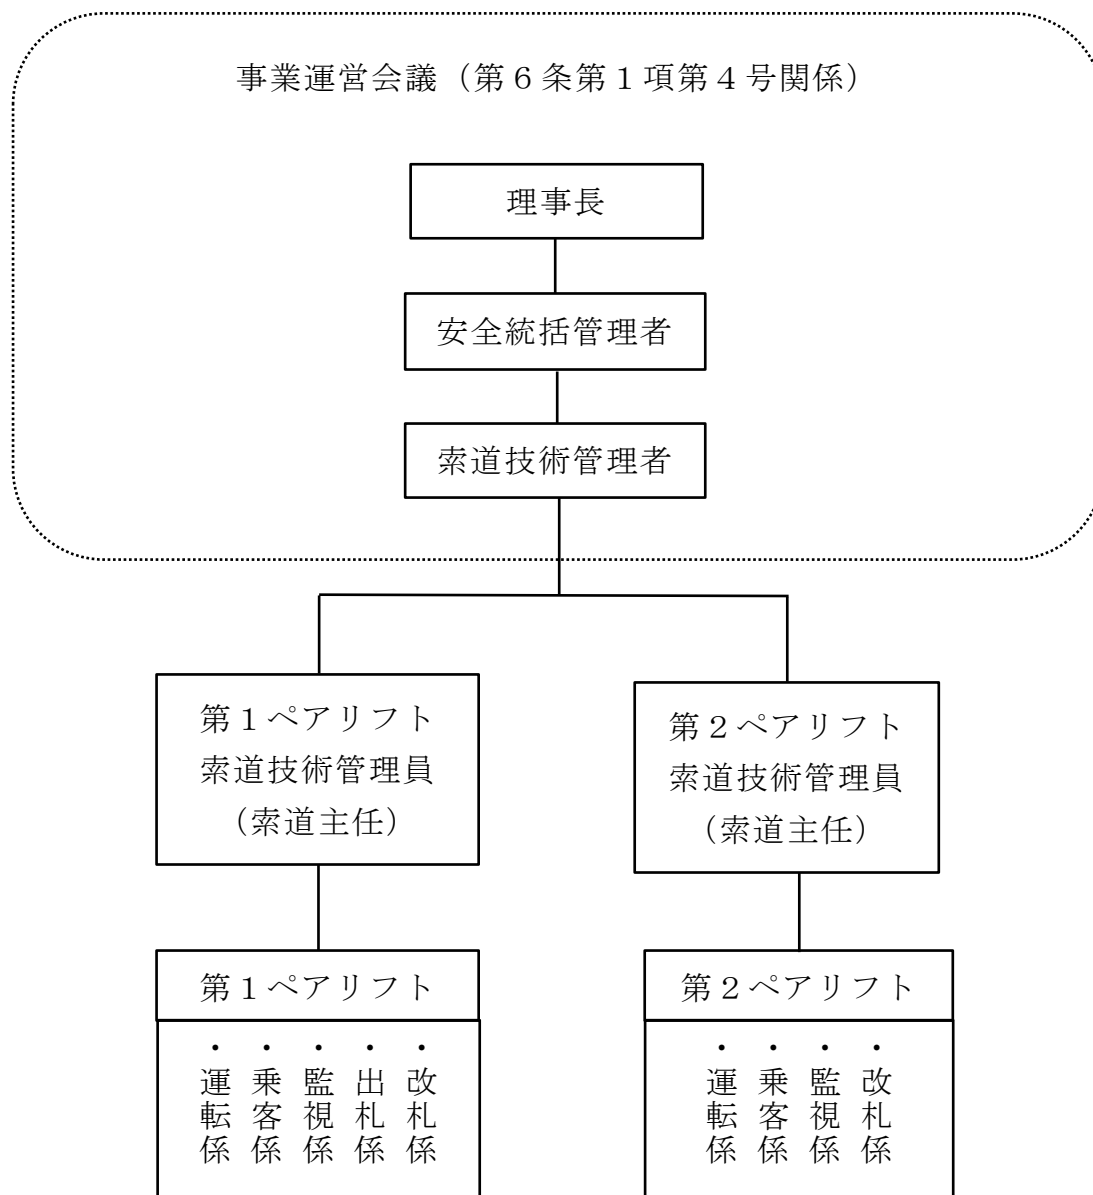 事業運営会議（第６条第１項第４号関係）
理事長
安全統括管理者
索道技術管理者
第１ペアリフト
索道技術管理員
（索道主任）
第２ペアリフト
索道技術管理員
（索道主任）
第１ペアリフト
・改札係
・出札係
・監視係
・乗客係
・運転係
第２ペアリフト
・改札係
・監視係
・乗客係
・運転係